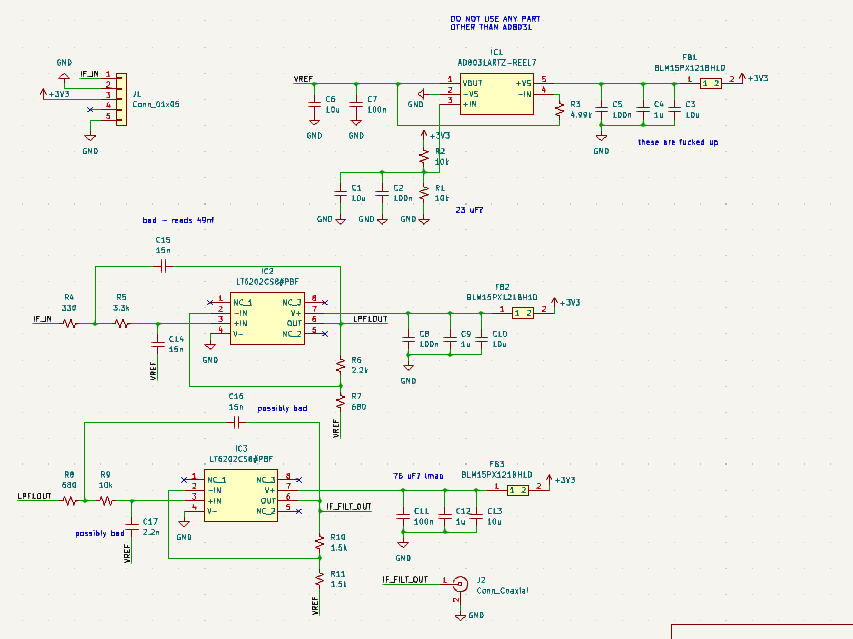 DO NOT USE ANY PART
OTHER THAN AD8031
GND
IF_IN
1
2
+3V3
3
4
5
J1
Conn_01x05
GND
VREF
IC1
AD8031ARTZ-REEL7
1
VOUT
+VS
5
GND
2
-VS
-IN
4
3
+IN
C6
10u
C7
100n
GND
GND
R3
4.99k
FB1
BLM15PX121BH1D
1
1 2
2
+3V3
C5
100n
C4
1u
C3
10u
GND
these are fucked up
+3V3
R2
10k
C1
10u
C2
100n
R1
10k
GND
GND
GND
23 uF?
bad - reads 49nf
C15
15n
IC2
LT6202CS8#PBF
R4
330
R5
3.3k
IF_IN
1
NC_1
NC_3
8
2
-IN
V+
7
3
+IN
OUT
6
4
V-
NC_2
5
GND
C14
15n
VREF
LPF1OUT
FB2
BLM15PX121BH1D
1
1 2
2
+3V3
C8
100n
C9
1u
C10
10u
GND
R6
2.2k
R7
680
VREF
C16
15n
possibly bad
IC3
LT6202CS8#PBF
R8
680
R9
10k
LPF1OUT
1
NC_1
NC_3
8
2
-IN
V+
7
3
+IN
OUT
6
4
V-
NC_2
5
GND
possibly bad
C17
2.2n
VREF
IF_FILT_OUT
76 uF? lmao
FB3
BLM15PX121BH1D
1
1 2
2
+3V3
C11
100n
C12
1u
C13
10u
GND
R10
1.5k
R11
1.5k
VREF
IF_FILT_OUT
1
J2
Conn_Coaxial
2
GND